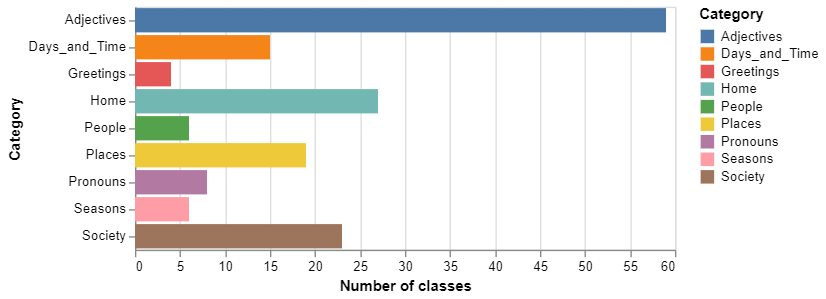 Category
Adjectives
Days_and_Time
Greetings
Home
People
Places
Pronouns
Seasons
Society
0 5 10 15 20 25 30 35 40 45 50 55 60
Number of classes
Category
Adjectives
Days_and_Time
Greetings
Home
People
Places
Pronouns
Seasons
Society